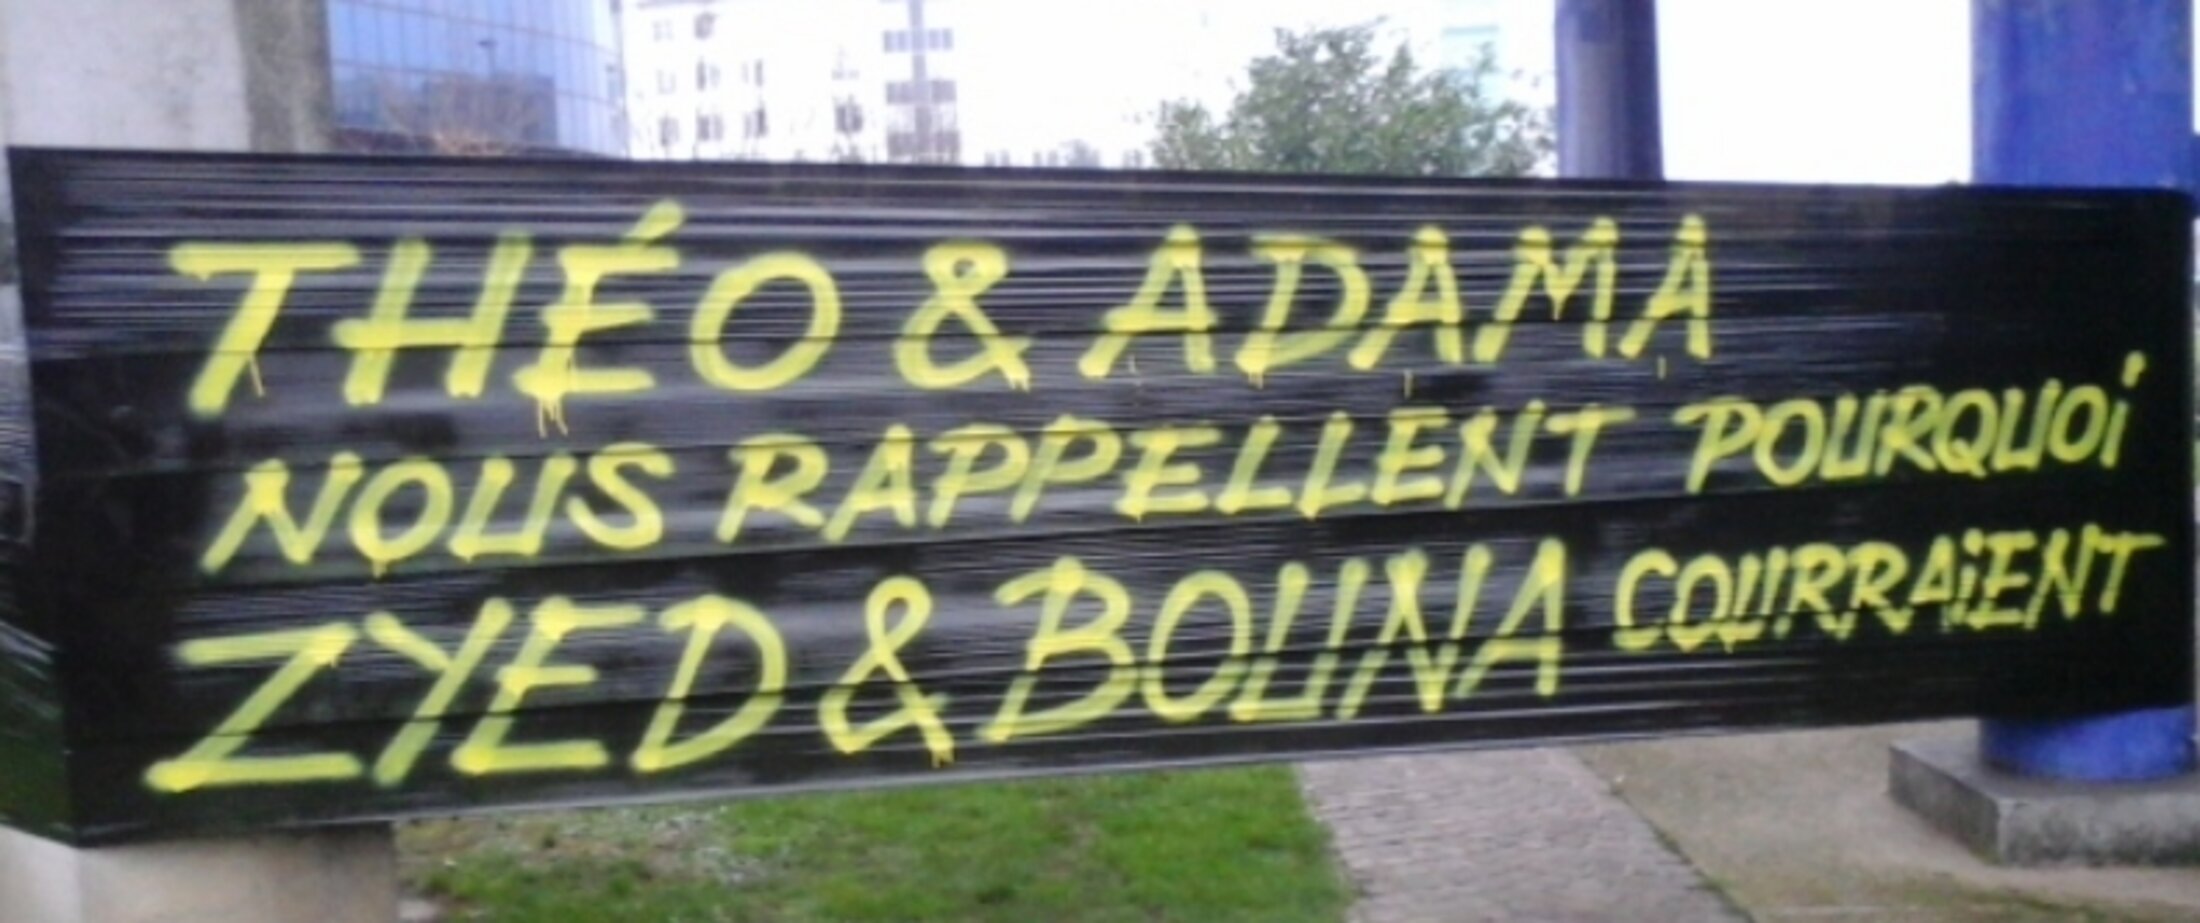 THÉO & ADAMA
NOUS RAPPELLENT POURQUOi
ZYED & BOUNA COURRAiENT